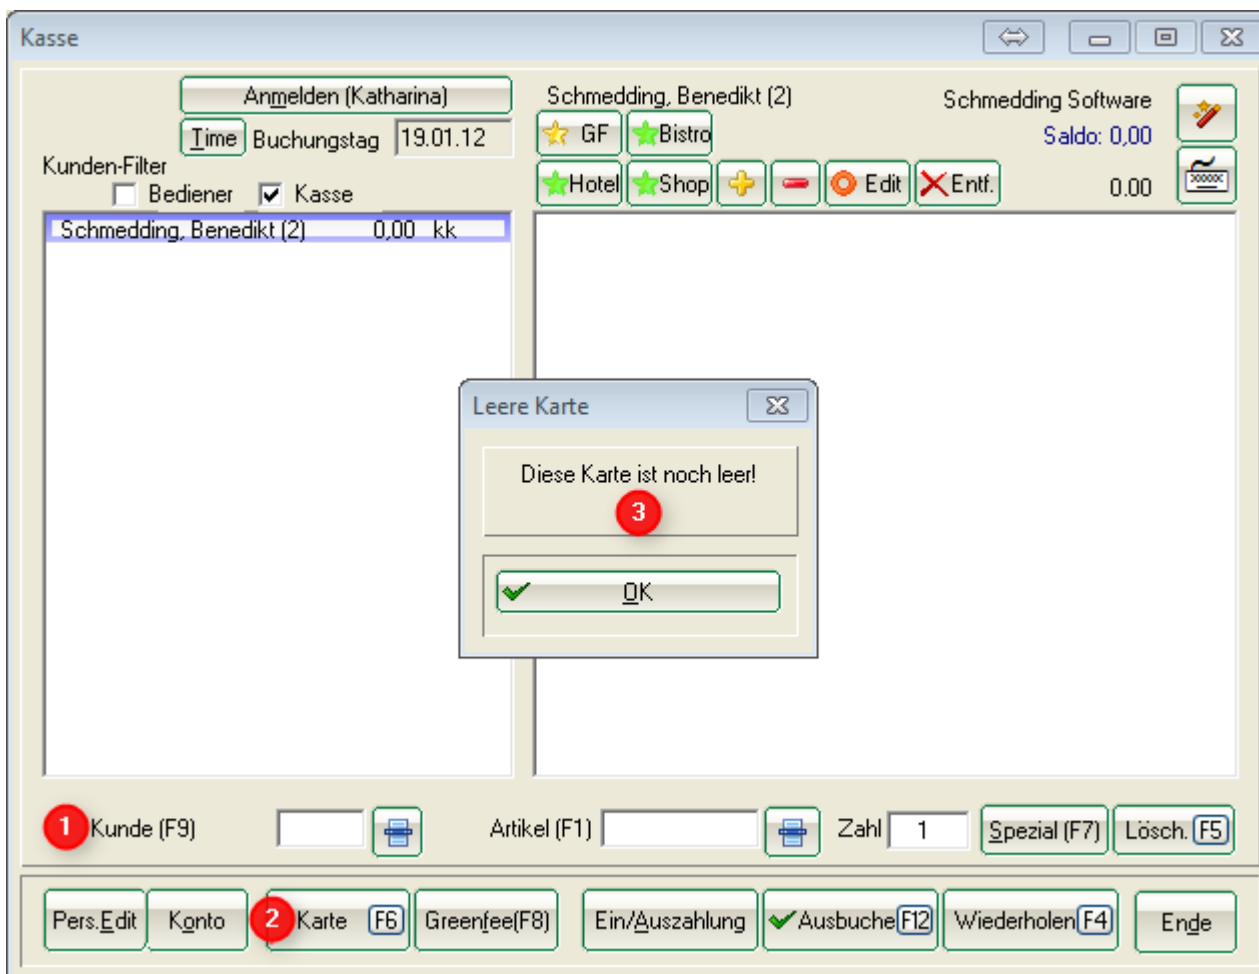 Kasse
Anmelden (Katharina)
Time Buchungstag 19.01.12
Kunden-Filter
Bediener Kasse
Schmedding, Benedikt (2) 0,00 kk
Schmedding, Benedikt (2) Schmedding Software
GF Bistro Saldo: 0,00
Hotel Shop Edit Entf. 0.00
Leere Karte
Diese Karte ist noch leer!
3
OK
1 Kunde (F9) Artikel (F1) Zahl 1 Spezial (F7) Lösch. F5
Pers.Edit Konto 2 Karte F6 Greenfee(F8) Ein/Auszahlung Ausbuche F12 Wiederholen F4 Ende